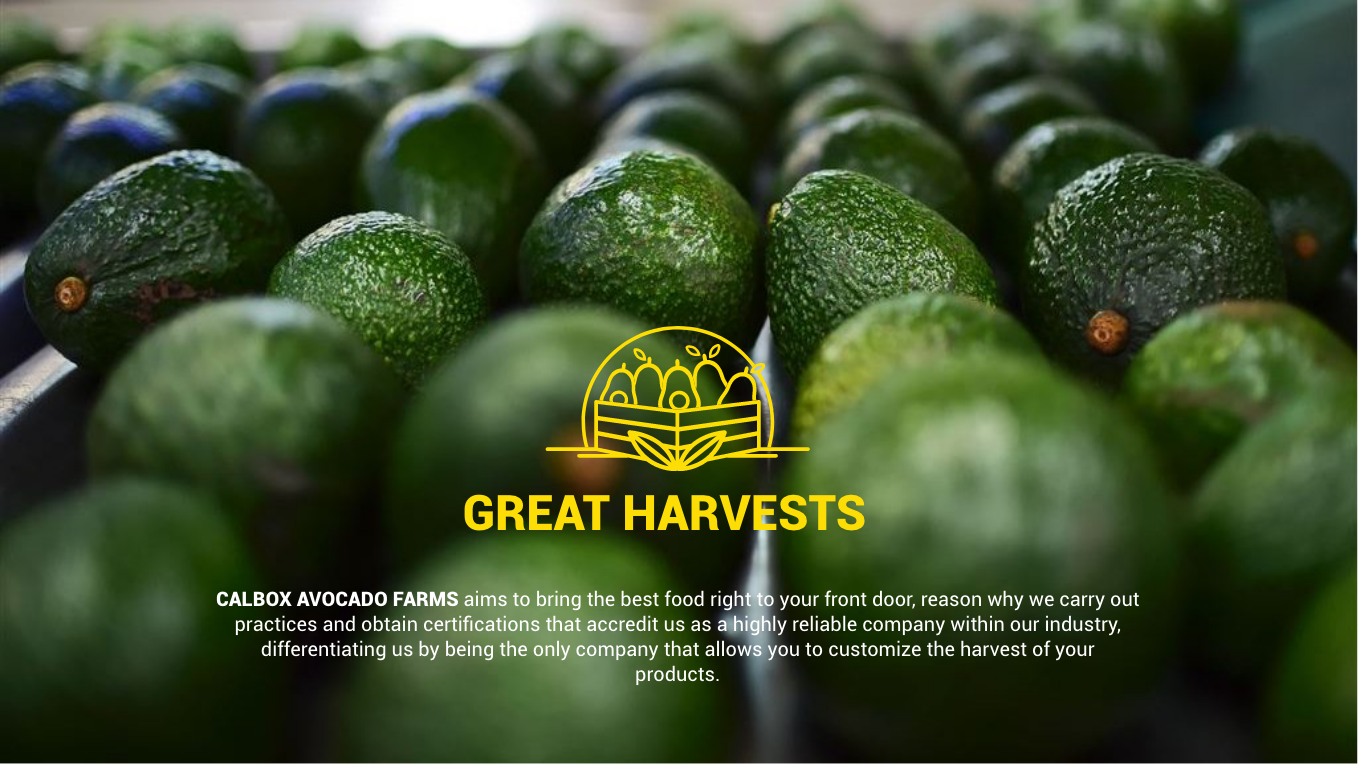 GREAT HARVESTS
CALBOX AVOCADO FARMS aims to bring the best food right to your front door, reason why we carry out
practices and obtain certifications that accredit us as a highly reliable company within our industry,
differentiating us by being the only company that allows you to customize the harvest of your
products.